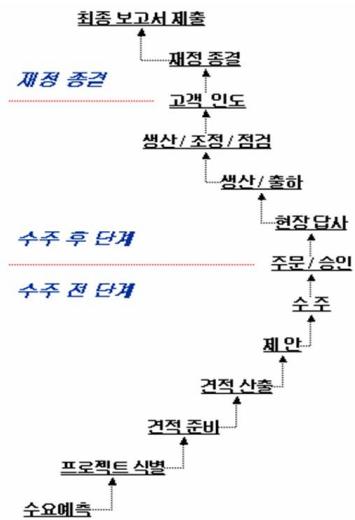 최종 보고서 제출
재정 종결
재정 종결
고객 인도
생산 / 조정 / 점검
생산 / 출하
현장 답사
수주 후 단계
주문 / 승인
수주 전 단계
수 주
제 안
견적 산출
견적 준비
프로젝트 식별
수요예측